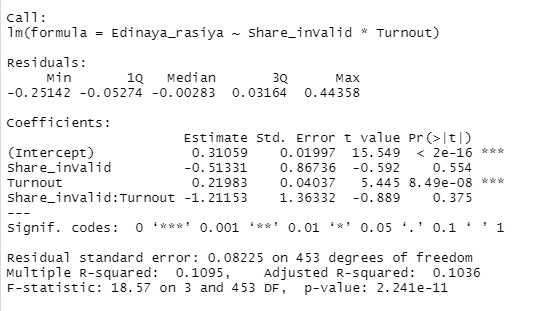 Call:
lm(formula = Edinaya_rasiya ~ Share_inValid * Turnout)
Residuals:
Min 1Q Median 3Q Max
-0.25142 -0.05274 -0.00283 0.03164 0.44358
Coefficients:
Estimate Std. Error t value Pr(>|t|)
(Intercept) 0.31059 0.01997 15.549 < 2e-16 ***
Share_inValid -0.51331 0.86736 -0.592 0.554
Turnout 0.21983 0.04037 5.445 8.49e-08 ***
Share_inValid:Turnout -1.21153 1.36332 -0.889 0.375
---
Signif. codes: 0 ‘***’ 0.001 ‘**’ 0.01 ‘*’ 0.05 ‘.’ 0.1 ‘ ’ 1
Residual standard error: 0.08225 on 453 degrees of freedom
Multiple R-squared: 0.1095, Adjusted R-squared: 0.1036
F-statistic: 18.57 on 3 and 453 DF, p-value: 2.241e-11